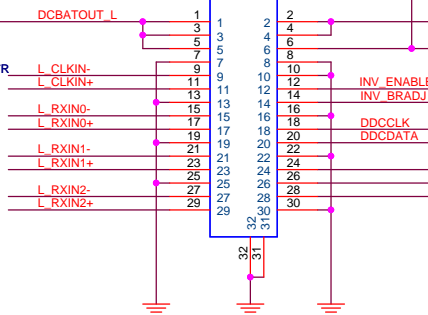 DCBATOUT_L 1 1 2 2
3 3 4 4
5 5 6 6
7 7 8 8
R L_CLKIN- 9 9 10 10
L_CLKIN+ 11 11 12 12 INV_ENABLE
13 13 14 14 INV_BRADJ
L_RXIN0- 15 15 16 16
L_RXIN0+ 17 17 18 18 DDCCLK
19 19 20 20 DDCDATA
L_RXIN1- 21 21 22 22
L_RXIN1+ 23 23 24 24
25 25 26 26
L_RXIN2- 27 27 28 28
L_RXIN2+ 29 29 30 30
32 31
32 31